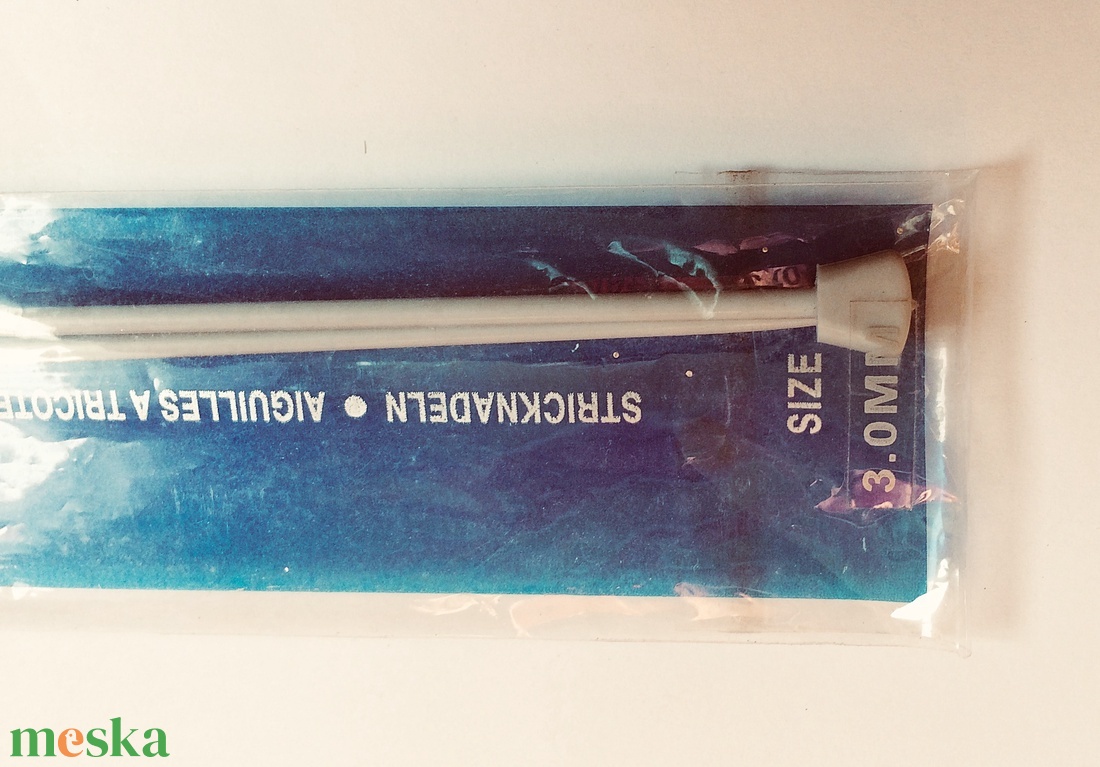 STRICKNADELN ● AIGUILLES A TRICOTE
SIZE
3.0MM
meska